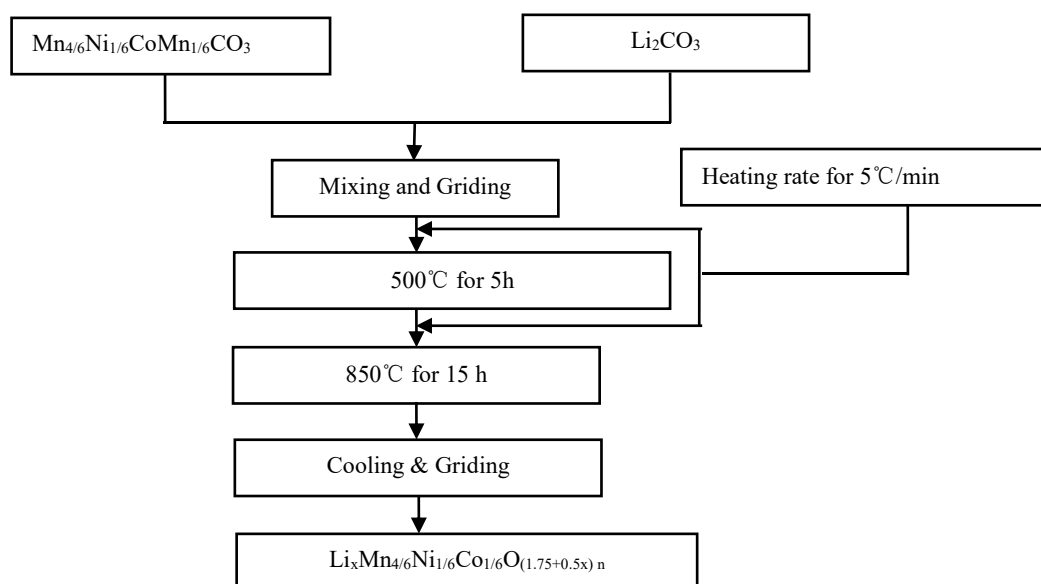 Mn4/6Ni1/6CoMn1/6CO3
Li2CO3
Mixing and Griding
Heating rate for 5℃/min
500℃ for 5h
850℃ for 15 h
Cooling & Griding
LixMn4/6Ni1/6Co1/6O(1.75+0.5x) n